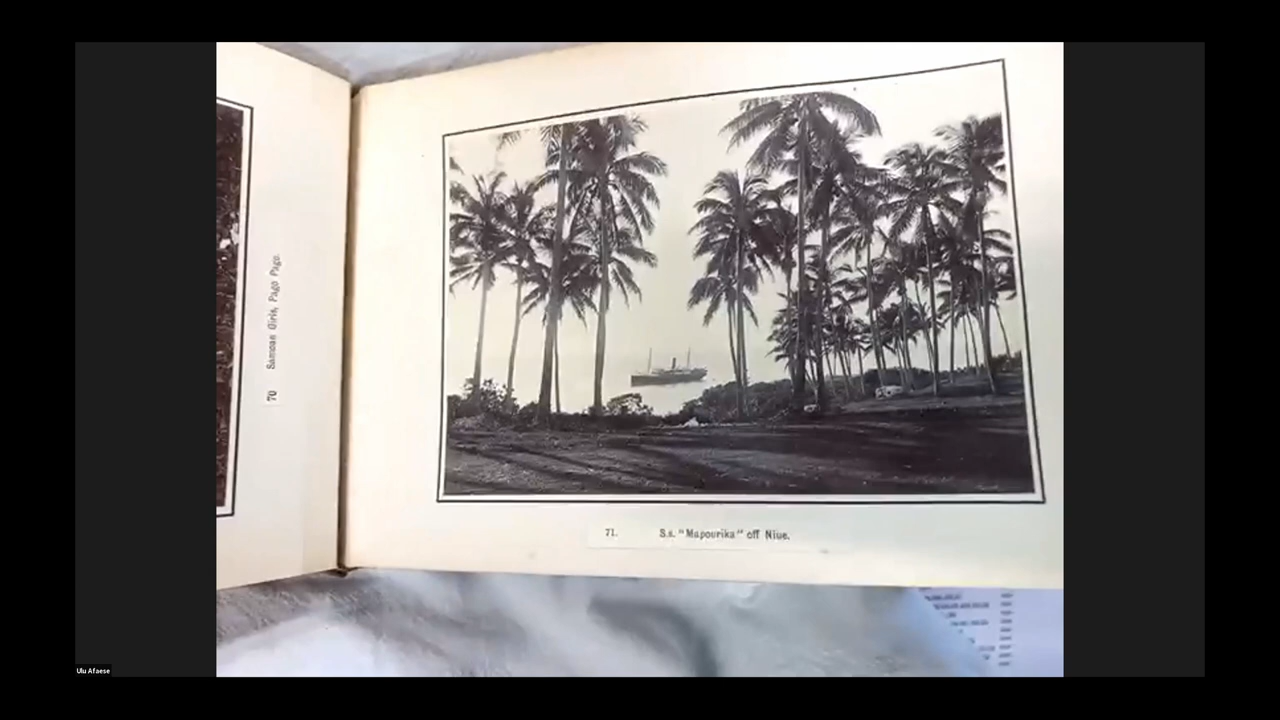 70 Samoan Girls, Pago Pago.
71. S.s. "Mapourika" off Niue.
Ulu Afaese